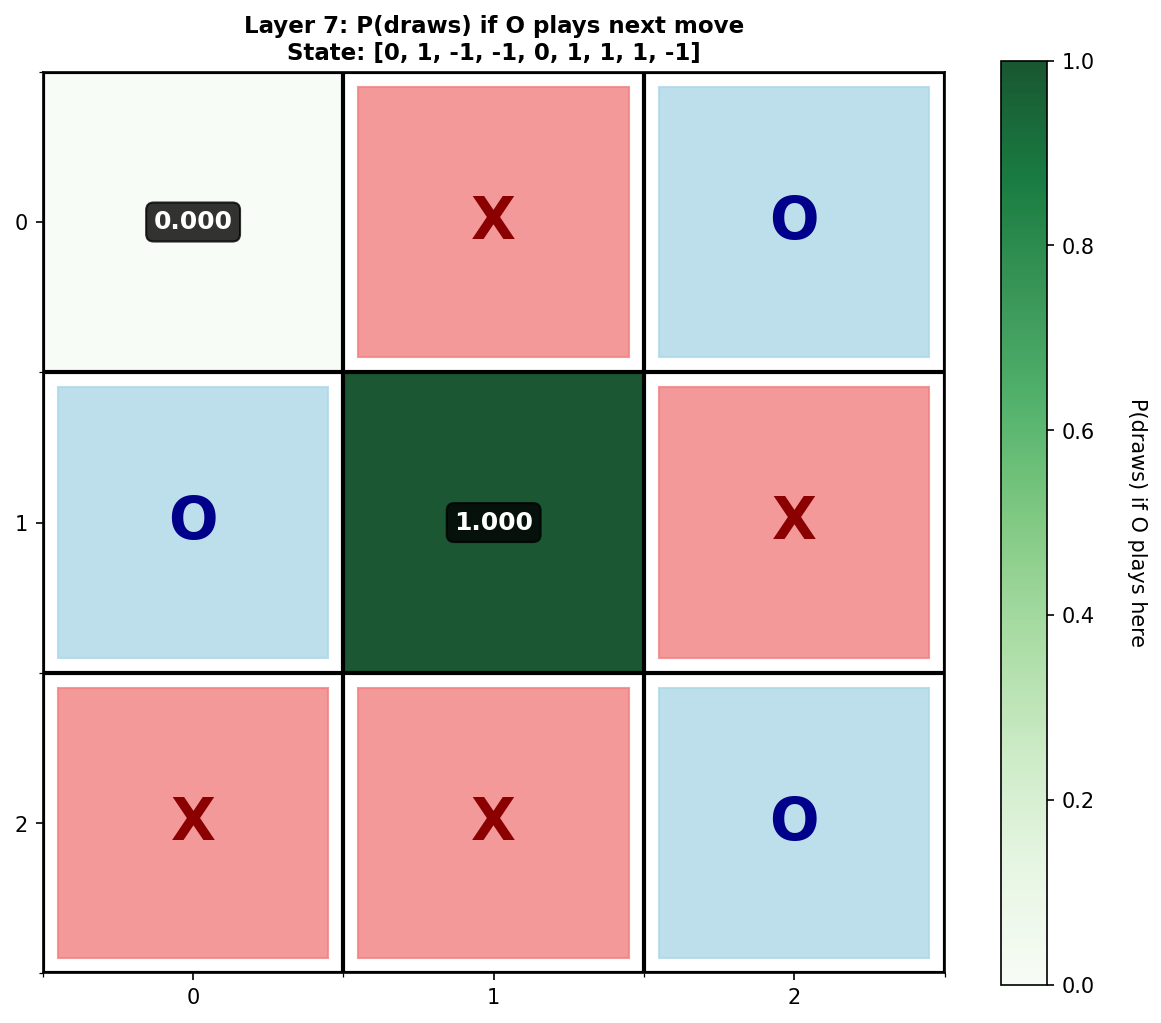 Layer 7: P(draws) if O plays next move
State: [0, 1, -1, -1, 0, 1, 1, 1, -1]
0
0.000
X
O
1
O
1.000
X
2
X
X
O
0
1
2
1.0
0.8
0.6
0.4
0.2
0.0
P(draws) if O plays here